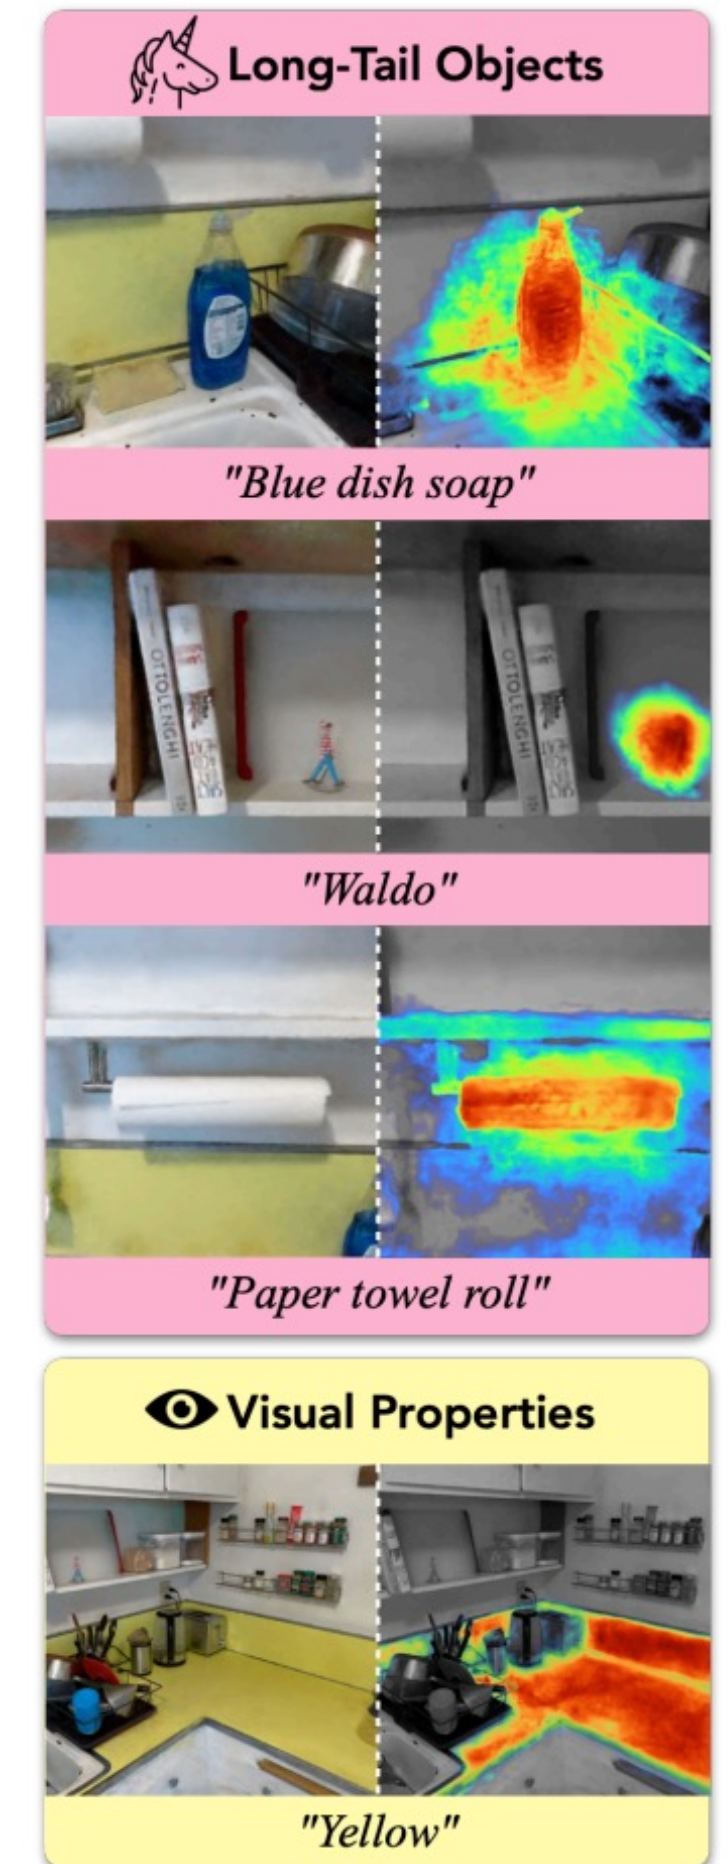 Long-Tail Objects
"Blue dish soap"
OTTOLENGHI
OTTOLENGHI
"Waldo"
"Paper towel roll"
Visual Properties
"Yellow"